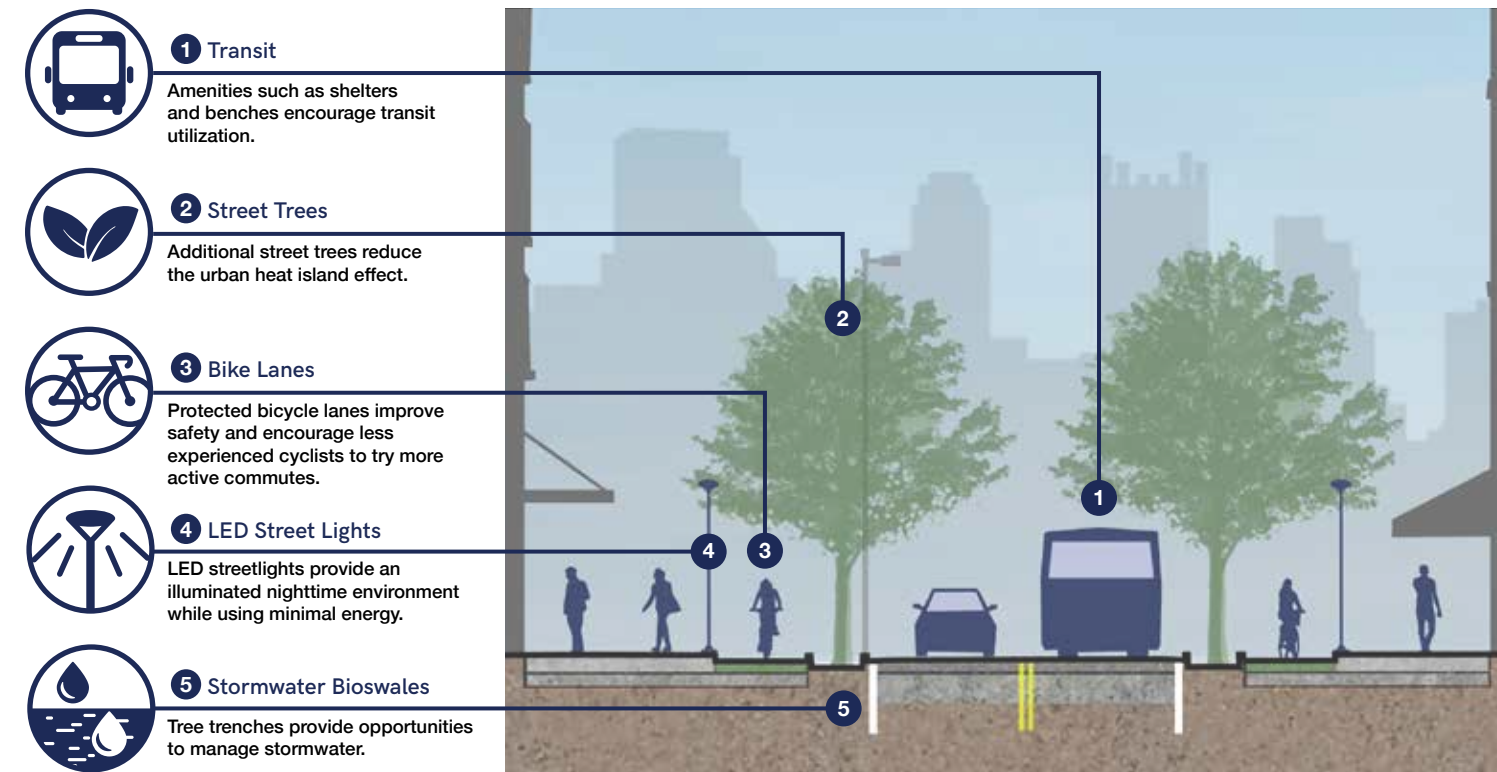 1 Transit
Amenities such as shelters
and benches encourage transit
utilization.
2 Street Trees
Additional street trees reduce
the urban heat island effect.
3 Bike Lanes
Protected bicycle lanes improve
safety and encourage less
experienced cyclists to try more
active commutes.
4 LED Street Lights
LED streetlights provide an
illuminated nighttime environment
while using minimal energy.
5 Stormwater Bioswales
Tree trenches provide opportunities
to manage stormwater.
2
1
4
3
5